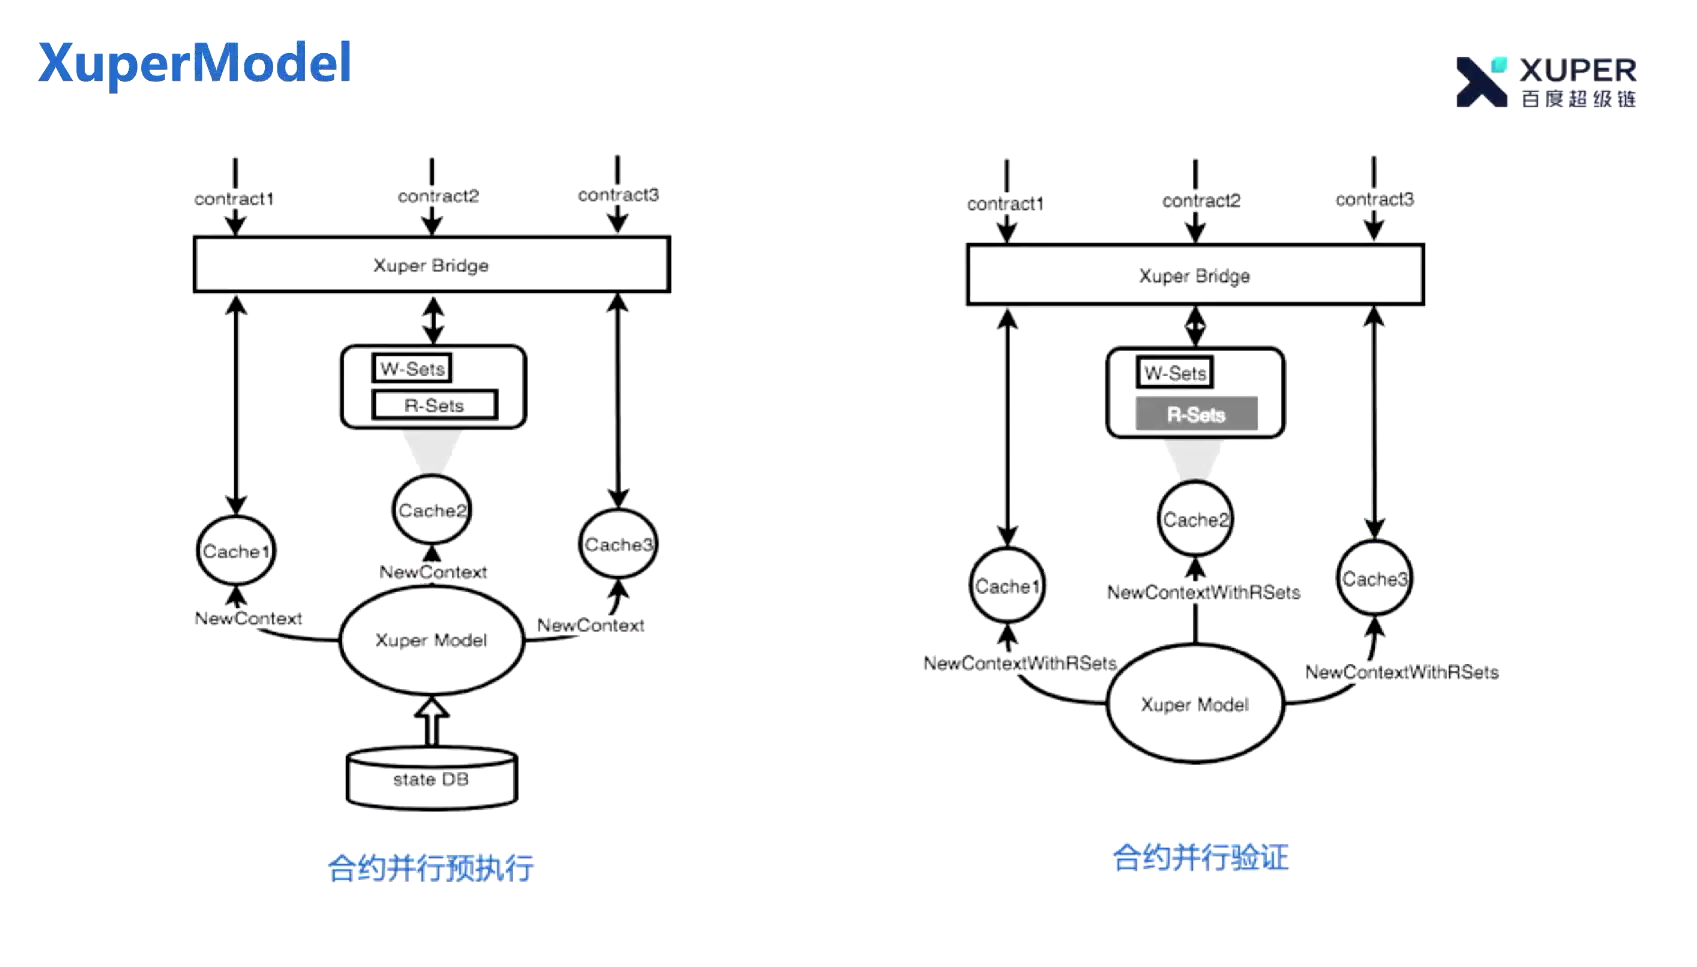 XuperModel
XUPER
百度超级链
contract1
contract2
contract3
Xuper Bridge
W-Sets
R-Sets
Cache2
Cache1
Cache3
NewContext
NewContext
NewContext
Xuper Model
state DB
合约并行预执行
contract1
contract2
contract3
Xuper Bridge
W-Sets
R-Sets
Cache2
Cache1
Cache3
NewContextWithRSets
NewContextWithRSets
NewContextWithRSets
Xuper Model
合约并行验证